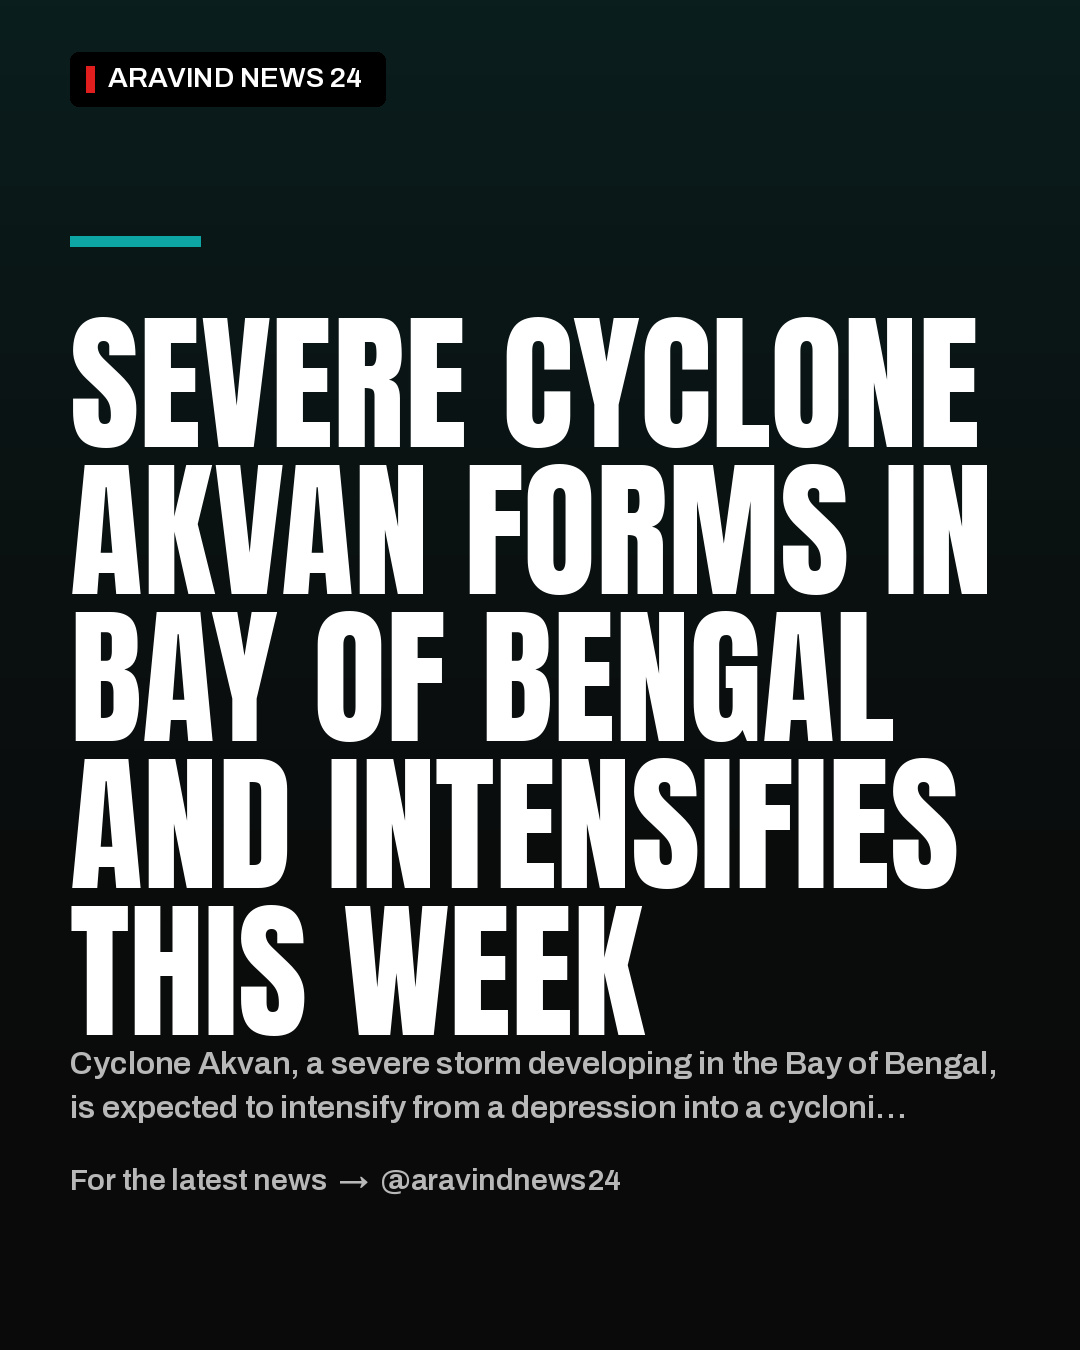 ARAVIND NEWS 24
SEVERE CYCLONE
AKVAN FORMS IN
BAY OF BENGAL
AND INTENSIFIES
THIS WEEK
Cyclone Akvan, a severe storm developing in the Bay of Bengal,
is expected to intensify from a depression into a cycloni...
For the latest news → @aravindnews24